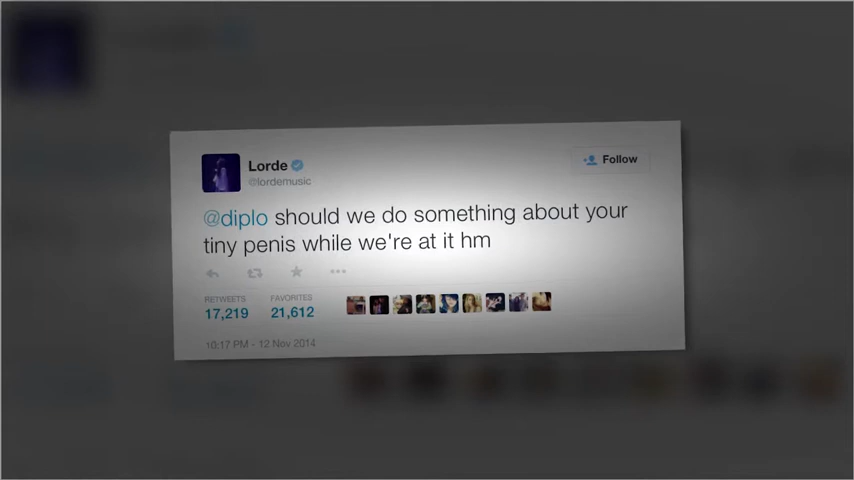 Lorde
@lordemusic
Follow
@diplo should we do something about your
tiny penis while we're at it hm
RETWEETS FAVORITES
17,219 21,612
10:17 PM - 12 Nov 2014